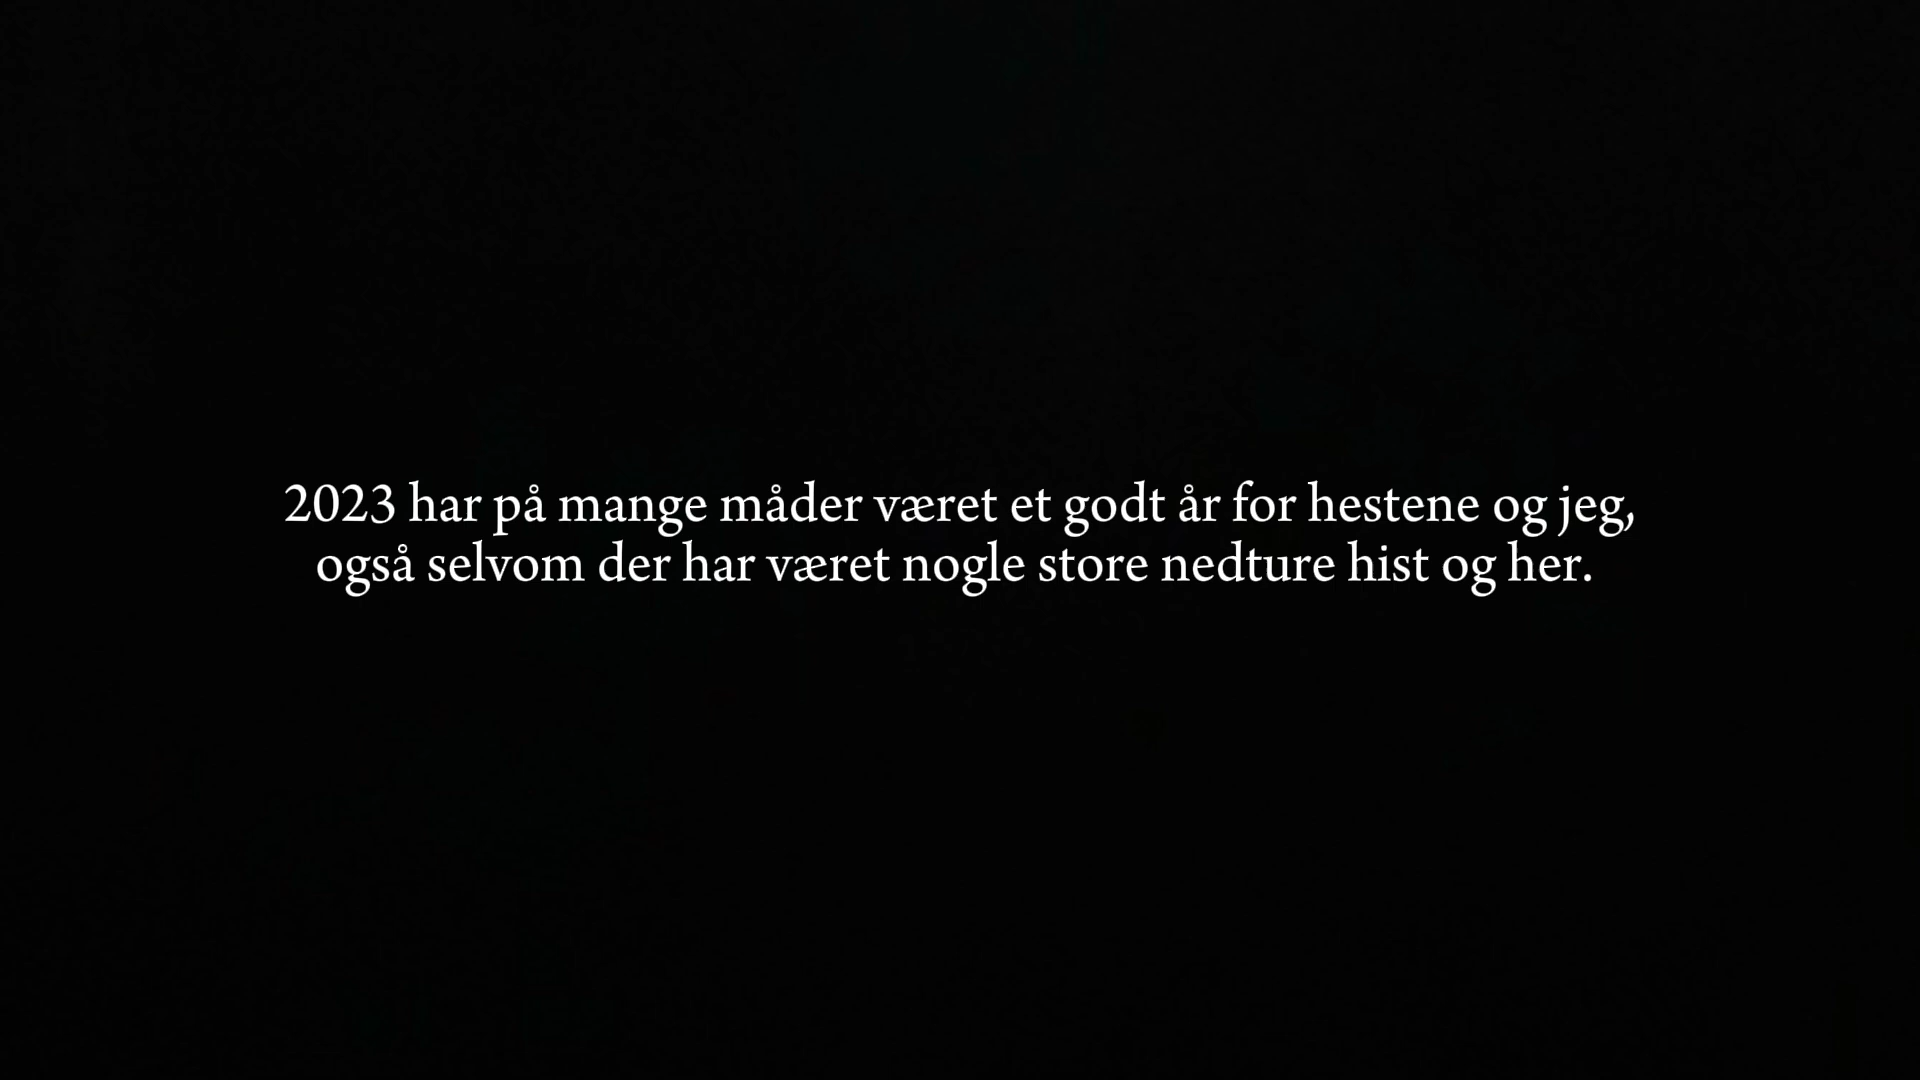 2023 har på mange måder været et godt år for hestene og jeg,
også selvom der har været nogle store nedture hist og her.